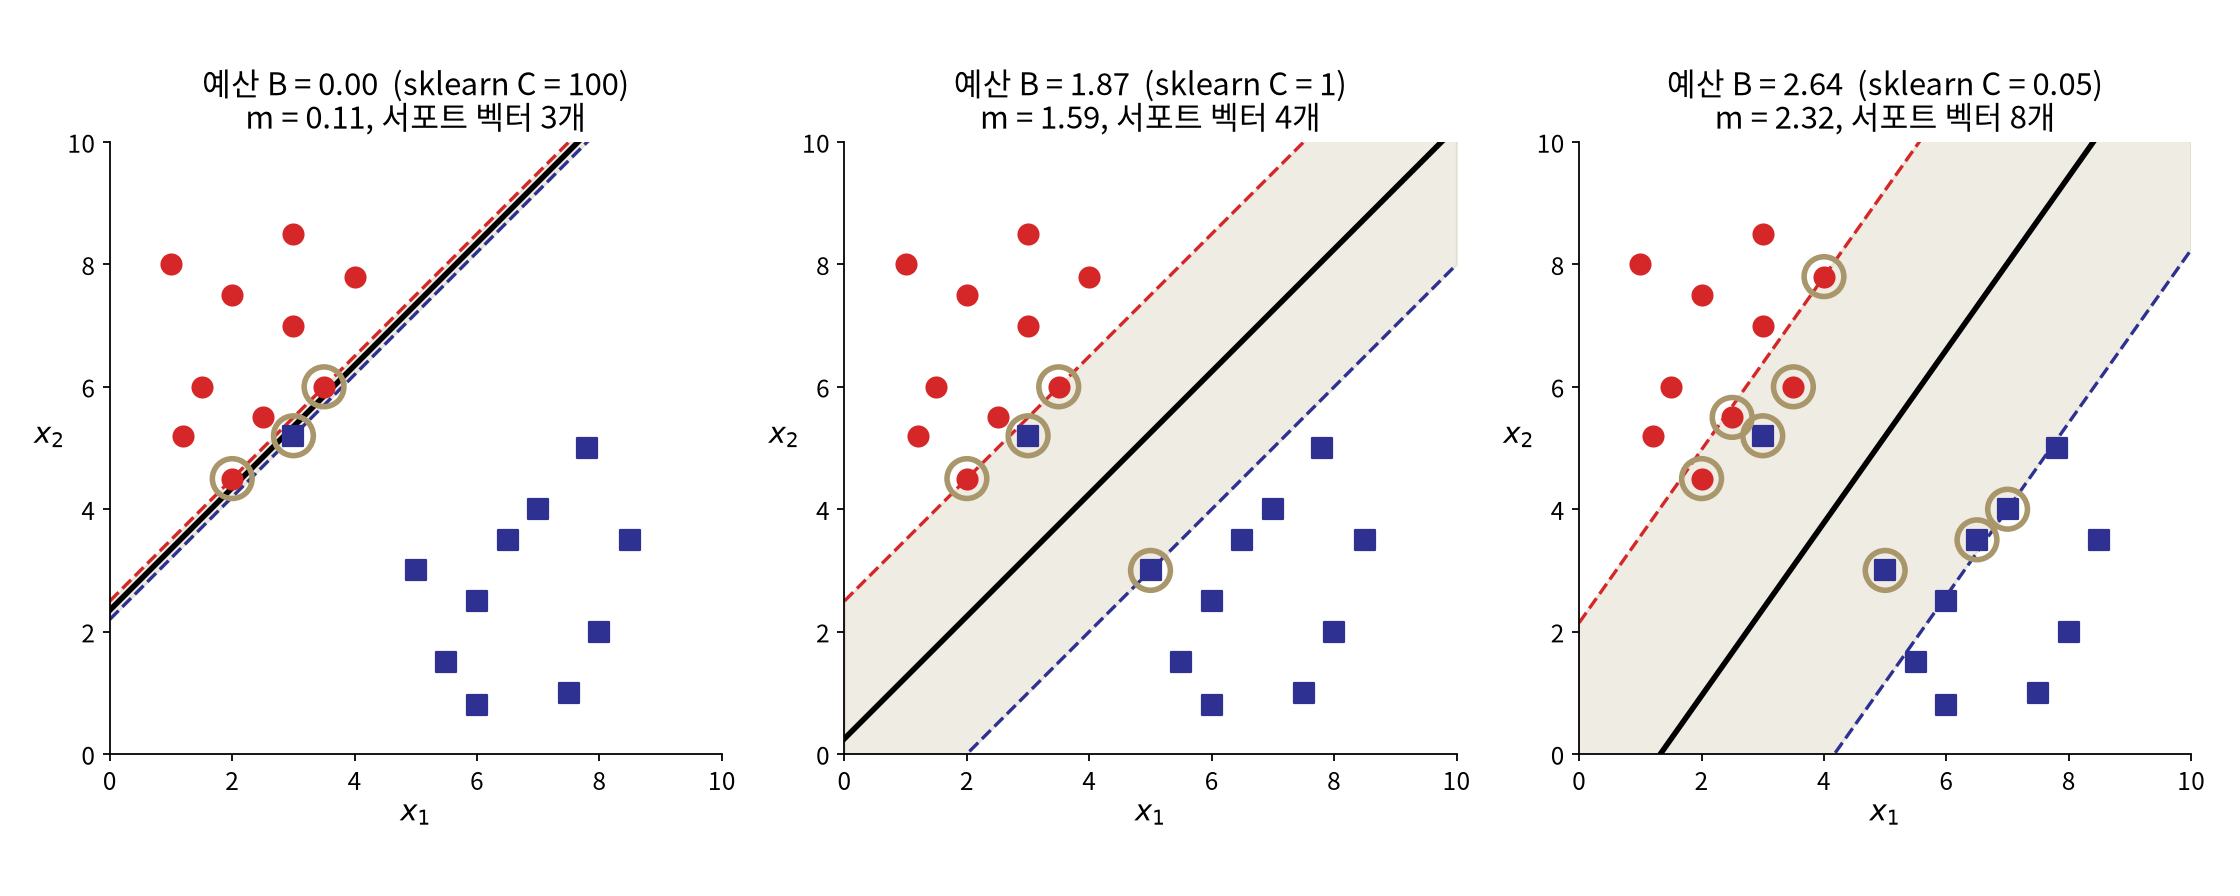 예산 B = 0.00 (sklearn C = 100)
m = 0.11, 서포트 벡터 3개
10
8
6
4
2
0
x₂
0 2 4 6 8 10
x₁
예산 B = 1.87 (sklearn C = 1)
m = 1.59, 서포트 벡터 4개
10
8
6
4
2
0
x₂
0 2 4 6 8 10
x₁
예산 B = 2.64 (sklearn C = 0.05)
m = 2.32, 서포트 벡터 8개
10
8
6
4
2
0
x₂
0 2 4 6 8 10
x₁